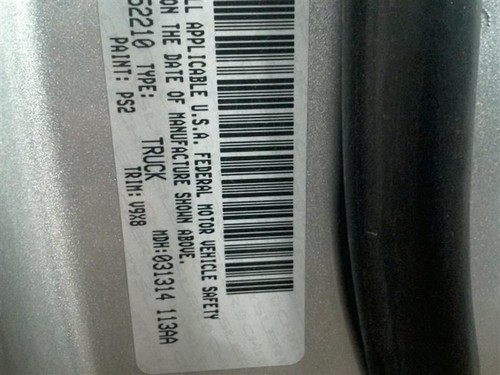 LL APPLICABLE U.S.A. FEDERAL MOTOR VEHICLE SAFETY
ON THE DATE OF MANUFACTURE SHOWN ABOVE.
52210 TYPE: TRUCK MDH:031314 113AA
PAINT: PS2 TRIM: V9X8